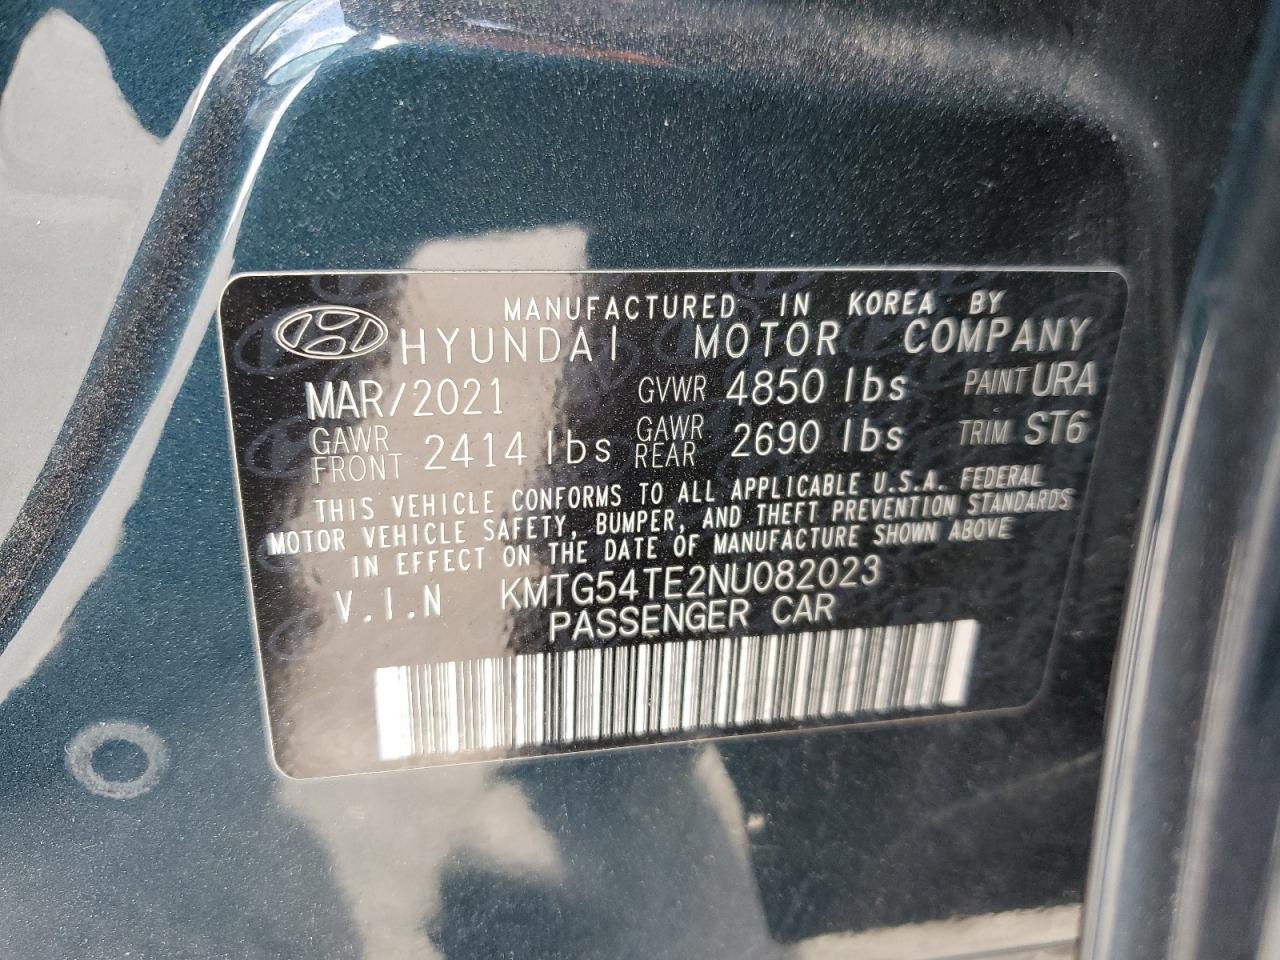 MANUFACTURED IN KOREA BY
HYUNDAI MOTOR COMPANY
MAR/2021 GVWR 4850 lbs PAINT URA
GAWR FRONT 2414 lbs GAWR REAR 2690 lbs TRIM ST6
THIS VEHICLE CONFORMS TO ALL APPLICABLE U.S.A. FEDERAL
MOTOR VEHICLE SAFETY, BUMPER, AND THEFT PREVENTION STANDARDS
IN EFFECT ON THE DATE OF MANUFACTURE SHOWN ABOVE
V.I.N KMTG54TE2NU082023
PASSENGER CAR